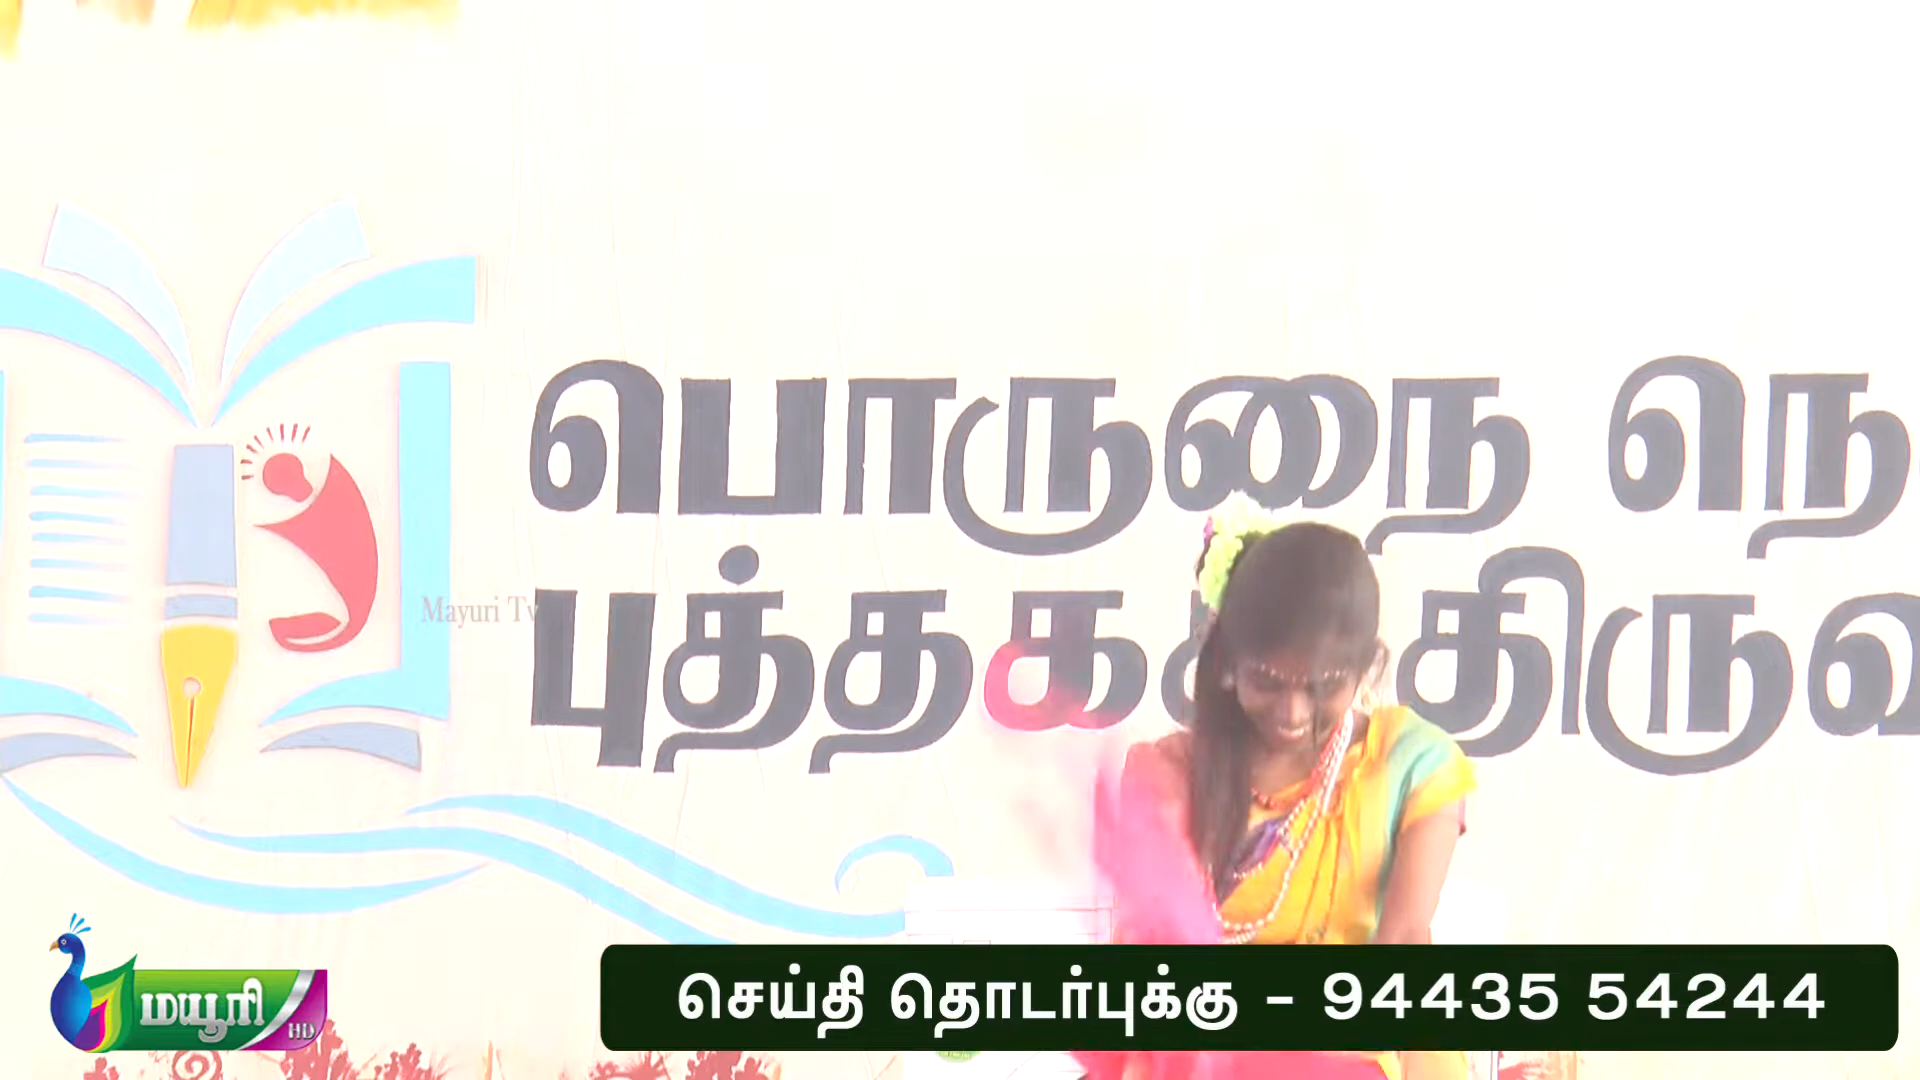 பொருநை
புத்தக
Mayuri Tv
மயூரி
HD
செய்தி தொடர்புக்கு - 94435 54244